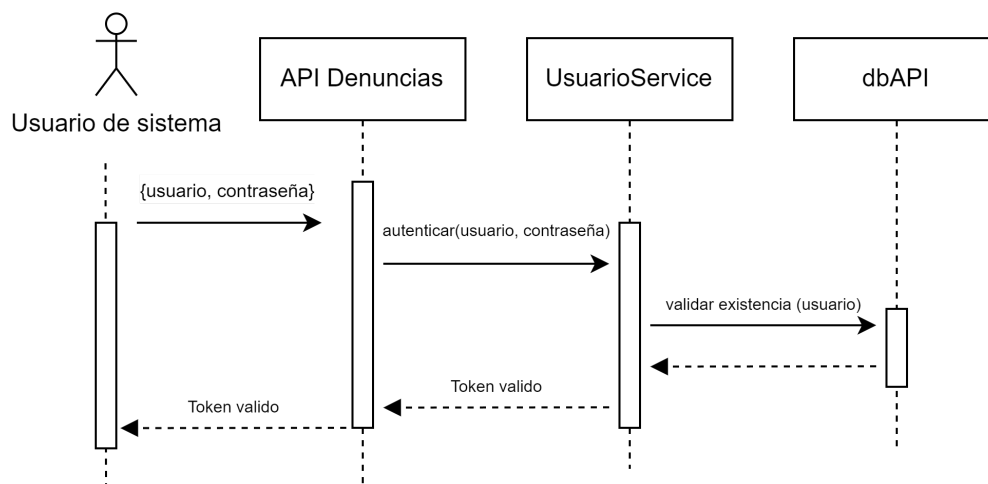 Usuario de sistema
API Denuncias
UsuarioService
dbAPI
{usuario, contraseña}
autenticar(usuario, contraseña)
validar existencia (usuario)
Token valido
Token valido